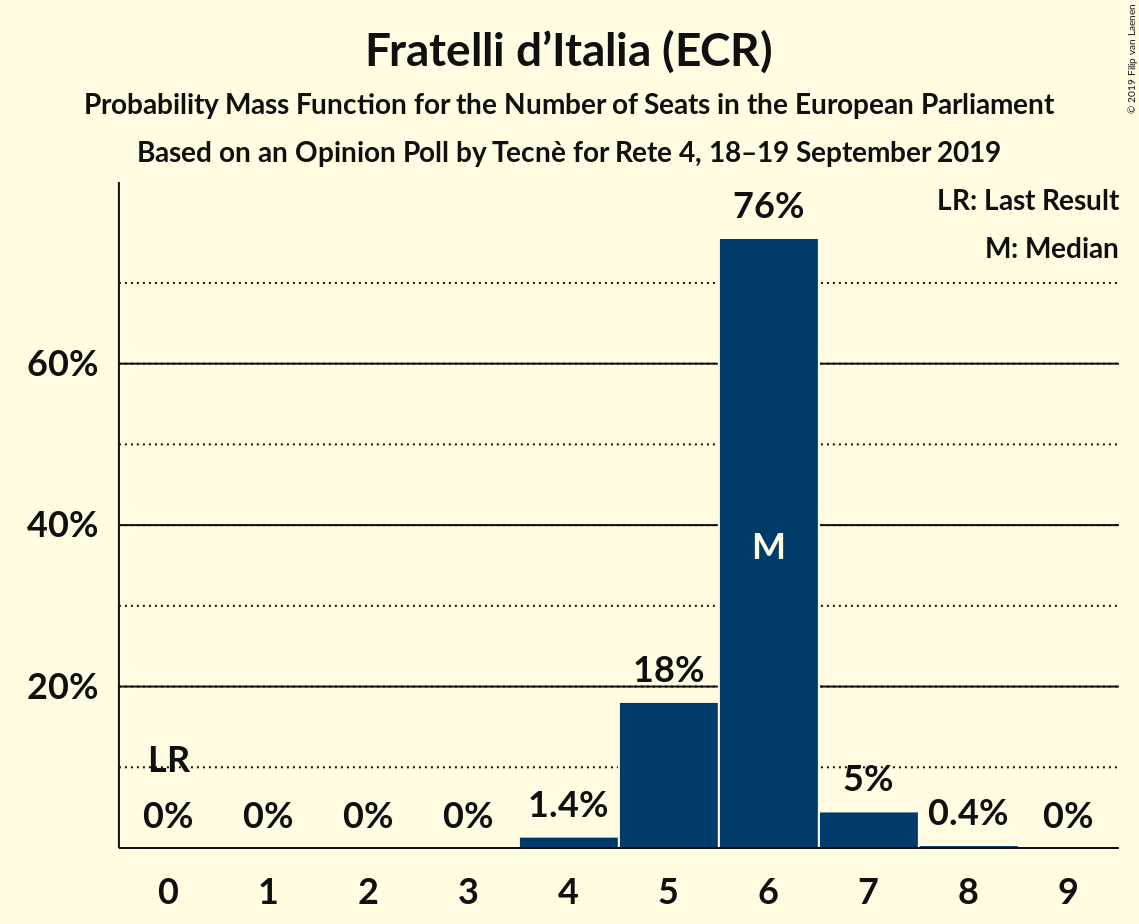 Fratelli d’Italia (ECR)
Probability Mass Function for the Number of Seats in the European Parliament
Based on an Opinion Poll by Tecnè for Rete 4, 18–19 September 2019
© 2019 Filip van Laenen
LR: Last Result
M: Median
76%
60%
40%
M
18%
20%
LR
0% 0% 0% 0% 1.4% 5% 0.4% 0%
0 1 2 3 4 5 6 7 8 9